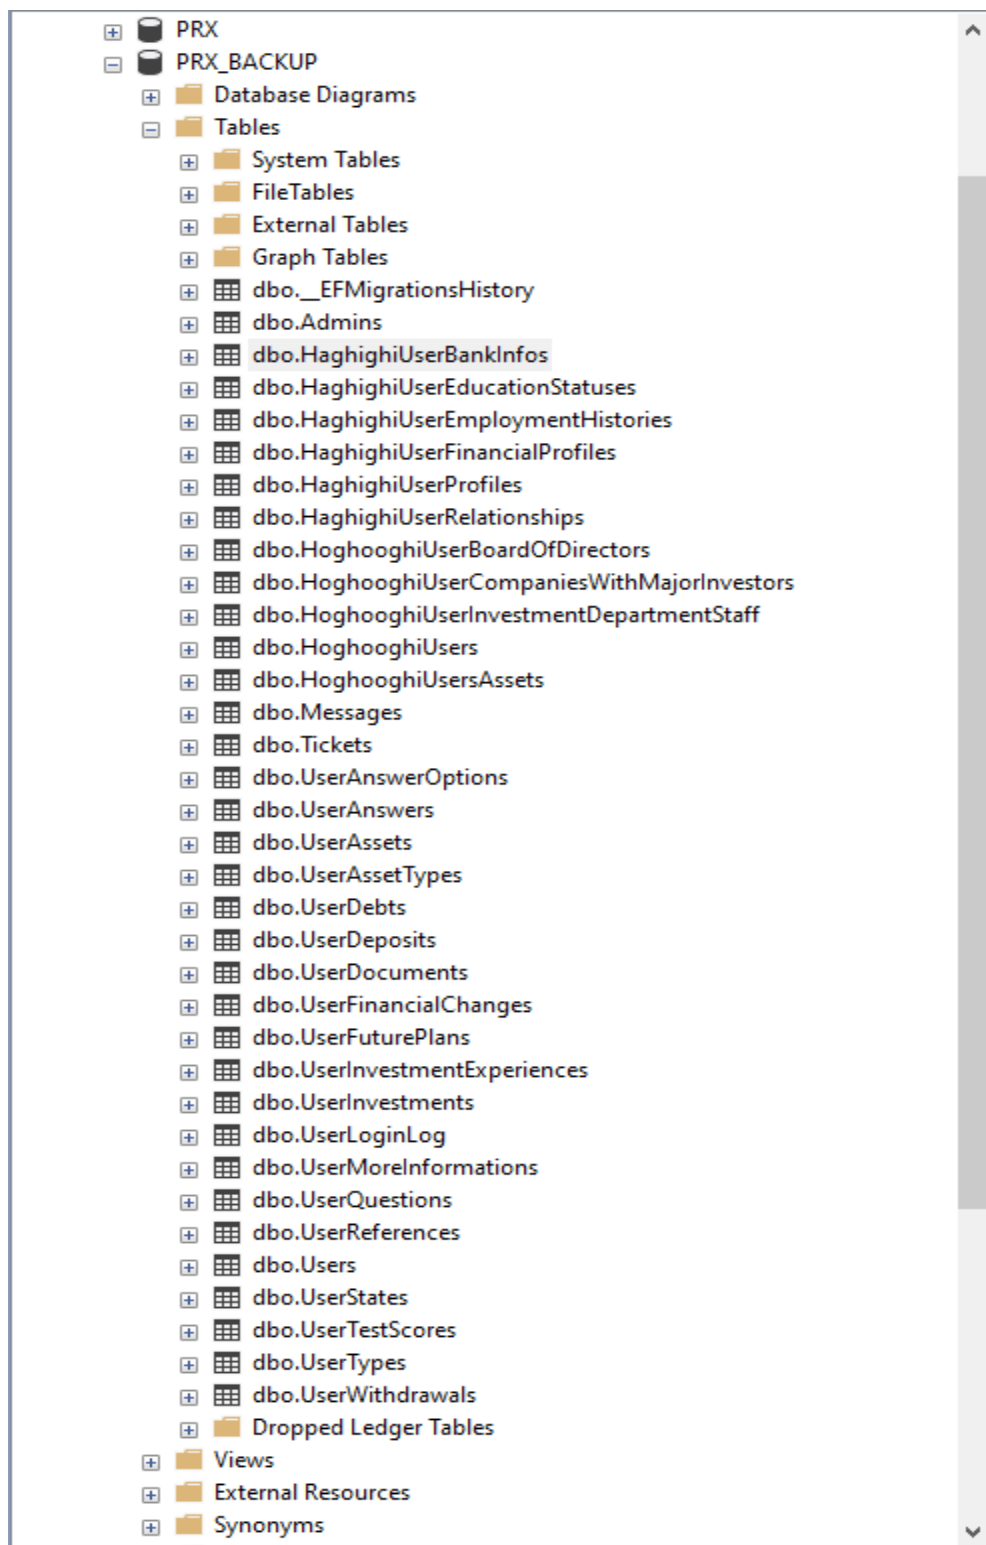 PRX
PRX_BACKUP
Database Diagrams
Tables
System Tables
FileTables
External Tables
Graph Tables
dbo.__EFMigrationsHistory
dbo.Admins
dbo.HaghighiUserBankInfos
dbo.HaghighiUserEducationStatuses
dbo.HaghighiUserEmploymentHistories
dbo.HaghighiUserFinancialProfiles
dbo.HaghighiUserProfiles
dbo.HaghighiUserRelationships
dbo.HoghooghiUserBoardOfDirectors
dbo.HoghooghiUserCompaniesWithMajorInvestors
dbo.HoghooghiUserInvestmentDepartmentStaff
dbo.HoghooghiUsers
dbo.HoghooghiUsersAssets
dbo.Messages
dbo.Tickets
dbo.UserAnswerOptions
dbo.UserAnswers
dbo.UserAssets
dbo.UserAssetTypes
dbo.UserDebts
dbo.UserDeposits
dbo.UserDocuments
dbo.UserFinancialChanges
dbo.UserFuturePlans
dbo.UserInvestmentExperiences
dbo.UserInvestments
dbo.UserLoginLog
dbo.UserMoreInformations
dbo.UserQuestions
dbo.UserReferences
dbo.Users
dbo.UserStates
dbo.UserTestScores
dbo.UserTypes
dbo.UserWithdrawals
Dropped Ledger Tables
Views
External Resources
Synonyms